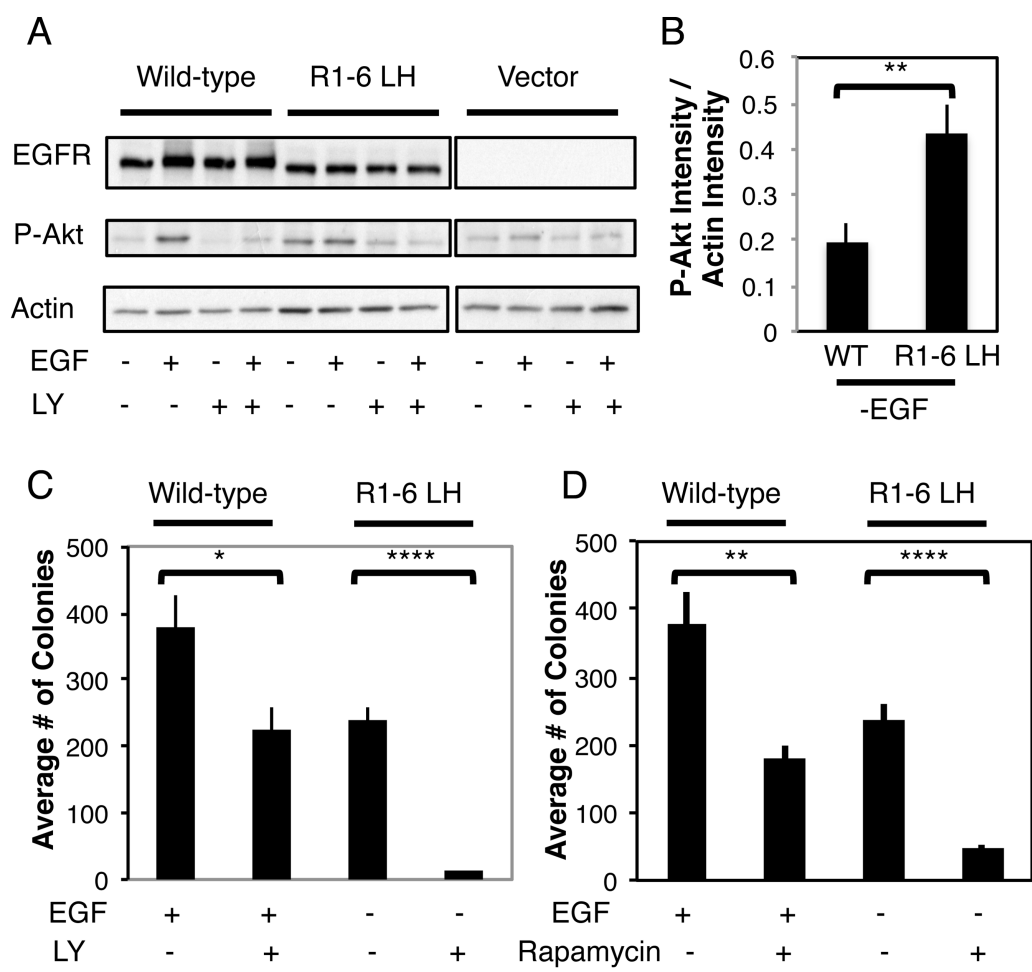 A
Wild-type R1-6 LH Vector
EGFR
P-Akt
Actin
EGF - + - + - + - + - + - +
LY - - + + - - + + - - + +
B
P-Akt Intensity /
Actin Intensity
0.6
0.5
0.4
0.3
0.2
0.1
0
**
WT R1-6 LH
-EGF
C
Wild-type R1-6 LH
Average # of Colonies
500
400
300
200
100
0
* ****
EGF + + - -
LY - + - +
D
Wild-type R1-6 LH
Average # of Colonies
500
400
300
200
100
0
** ****
EGF + + - -
Rapamycin - + - +